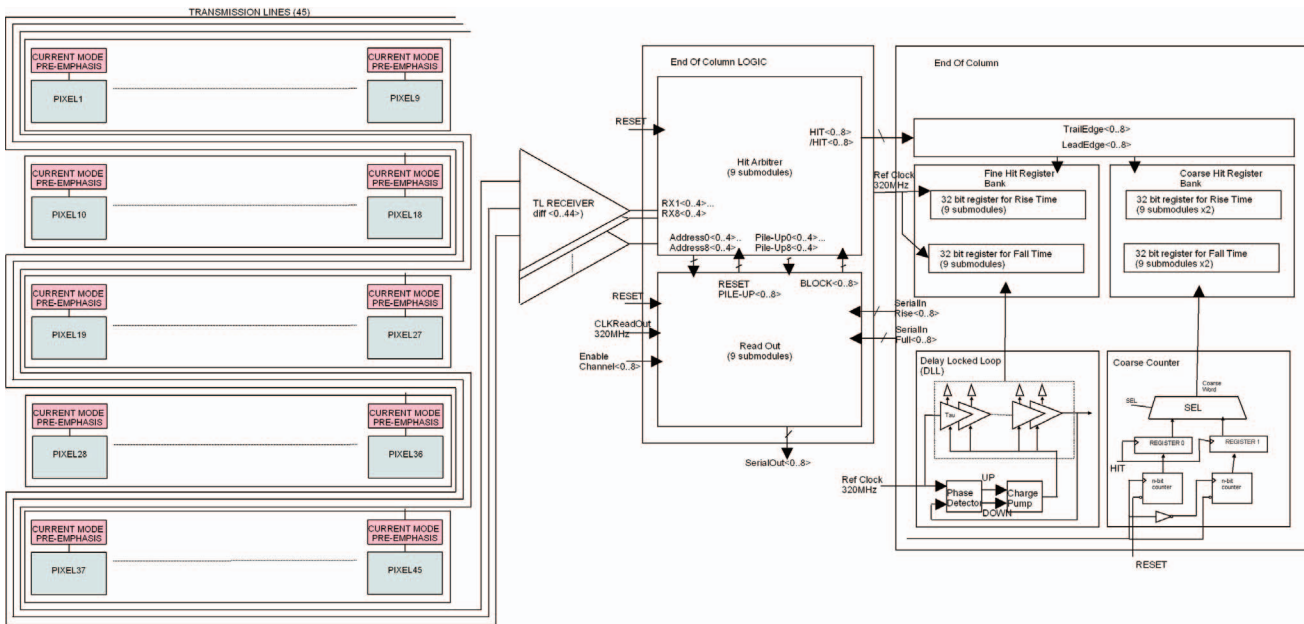 TRANSMISSION LINES (45)
CURRENT MODE
PRE-EMPHASIS
PIXEL1
CURRENT MODE
PRE-EMPHASIS
PIXEL9
CURRENT MODE
PRE-EMPHASIS
PIXEL10
CURRENT MODE
PRE-EMPHASIS
PIXEL18
CURRENT MODE
PRE-EMPHASIS
PIXEL19
CURRENT MODE
PRE-EMPHASIS
PIXEL27
CURRENT MODE
PRE-EMPHASIS
PIXEL28
CURRENT MODE
PRE-EMPHASIS
PIXEL36
CURRENT MODE
PRE-EMPHASIS
PIXEL37
CURRENT MODE
PRE-EMPHASIS
PIXEL45
TL RECEIVER
diff <0..44>)
End Of Column LOGIC
RESET
HIT<0..8>
/HIT<0..8>
Hit Arbitrer
(9 submodules)
RX1<0..4>...
RX8<0..4>
Address0<0..4>..
Address8<0..4>
Pile-Up0<0..4>...
Pile-Up8<0..4>
RESET
PILE-UP<0..8>
BLOCK<0..8>
RESET
CLKReadOut
320MHz
Enable
Channel<0..8>
Read Out
(9 submodules)
SerialIn
Rise<0..8>
SerialIn
Full<0..8>
SerialOut<0..8>
End Of Column
TrailEdge<0..8>
LeadEdge<0..8>
Ref Clock
320MHz
Fine Hit Register
Bank
32 bit register for Rise Time
(9 submodules)
32 bit register for Fall Time
(9 submodules)
Coarse Hit Register
Bank
32 bit register for Rise Time
(9 submodules x2)
32 bit register for Fall Time
(9 submodules x2)
Delay Locked Loop
(DLL)
Tau
Ref Clock
320MHz
Phase
Detector
UP
DOWN
Charge
Pump
Coarse Counter
Coarse
Word
SEL
SEL
REGISTER 0
REGISTER 1
HIT
n-bit
counter
n-bit
counter
RESET